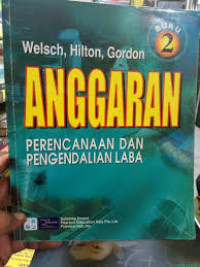 BUKU
2
Welsch, Hilton, Gordon
ANGGARAN
PERENCANAAN DAN
PENGENDALIAN LABA